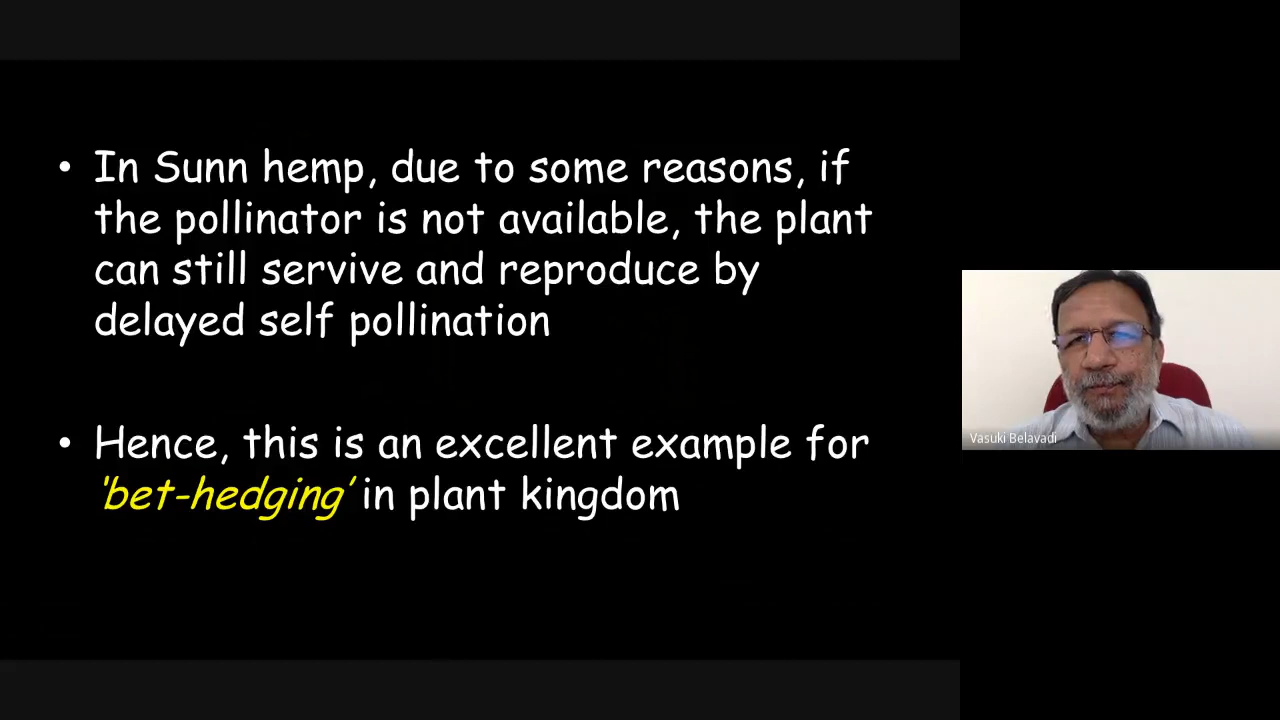 • In Sunn hemp, due to some reasons, if
the pollinator is not available, the plant
can still servive and reproduce by
delayed self pollination
• Hence, this is an excellent example for
'bet-hedging' in plant kingdom
Vasuki Belavadi